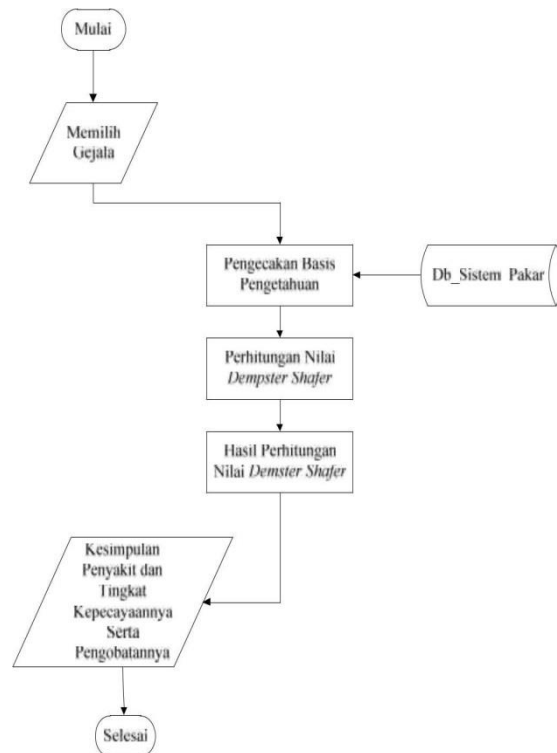 Mulai
Memilih
Gejala
Pengecakan Basis
Pengetahuan
Db_Sistem Pakar
Perhitungan Nilai
Dempster Shafer
Hasil Perhitungan
Nilai Demster Shafer
Kesimpulan
Penyakit dan
Tingkat
Kepecayaannya
Serta
Pengobatannya
Selesai